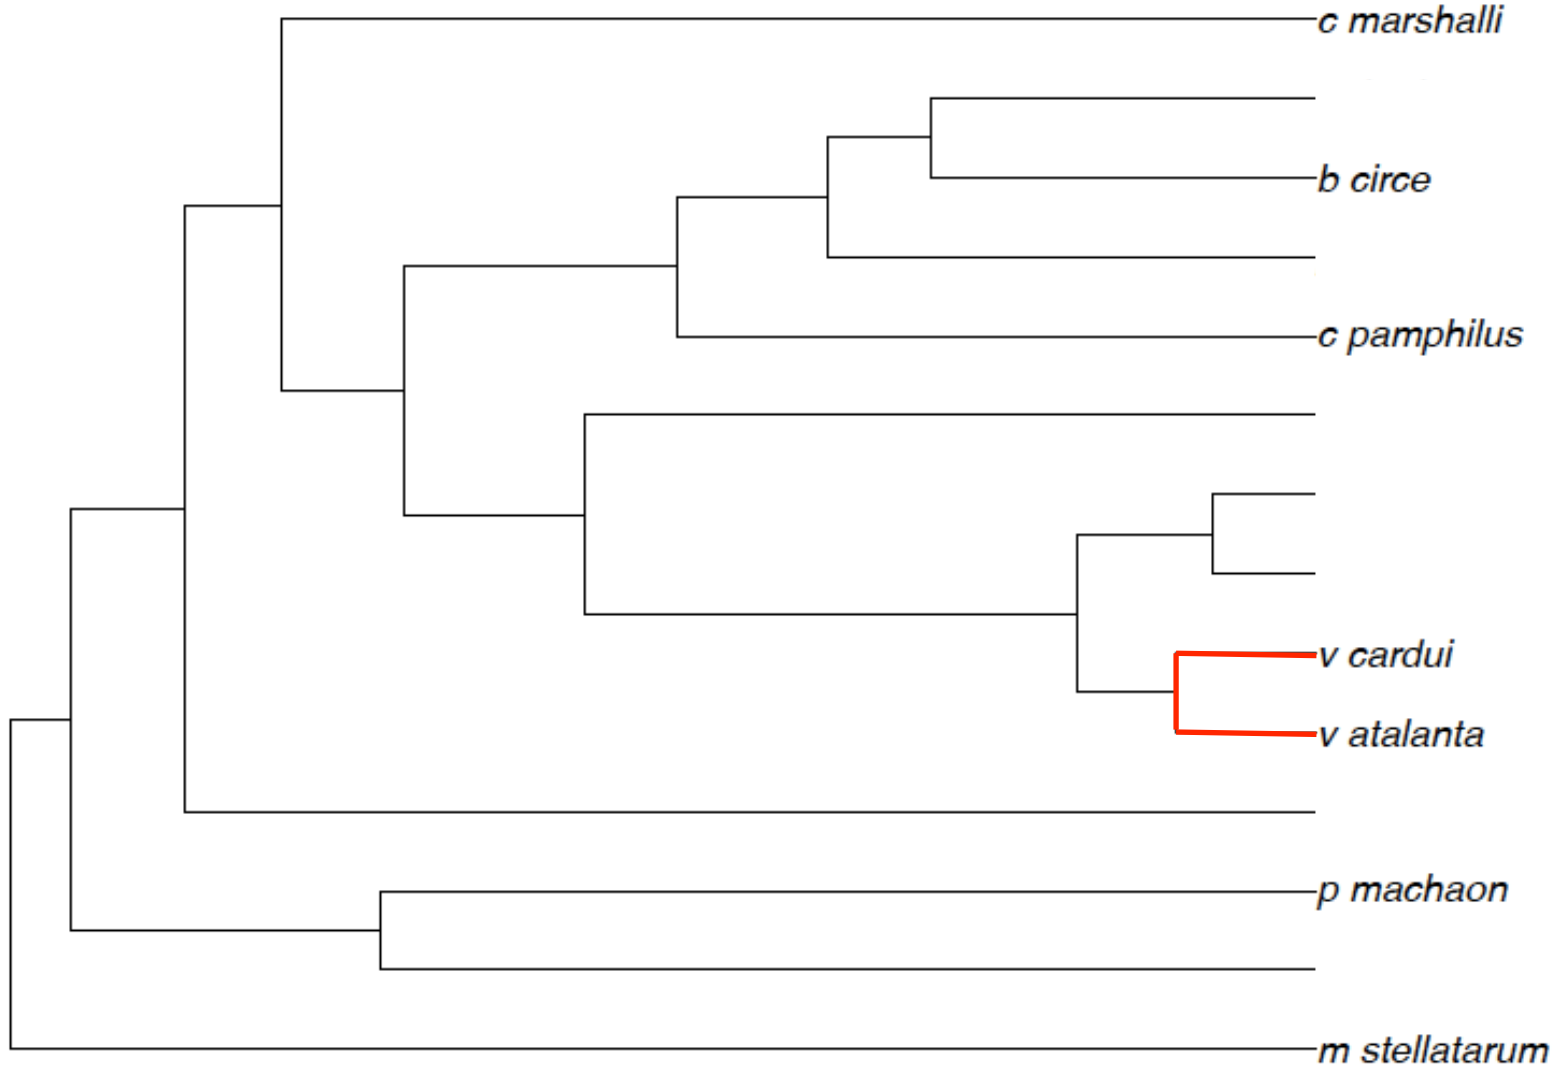 c marshalli
b circe
c pamphilus
v cardui
v atalanta
p machaon
m stellatarum